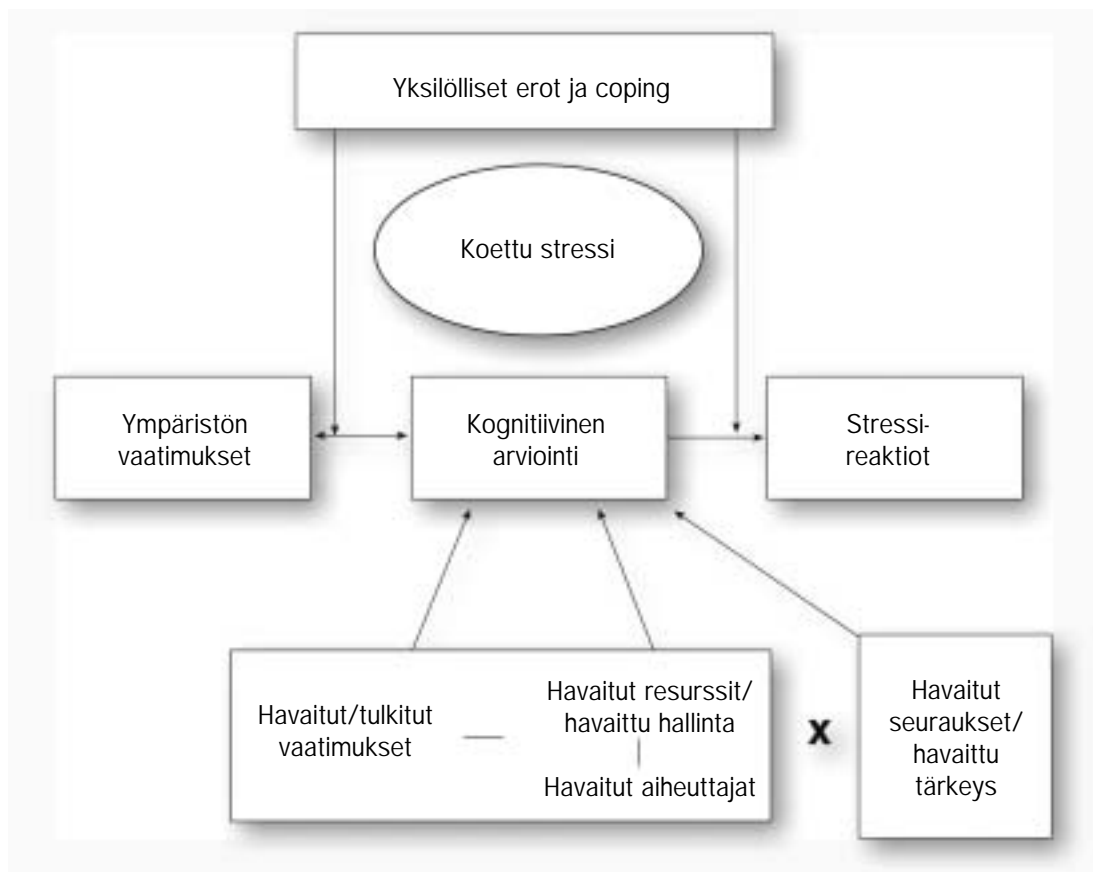 Yksilölliset erot ja coping
Koettu stressi
Ympäristön
vaatimukset
Kognitiivinen
arviointi
Stressi-
reaktiot
Havaitut/tulkitut
vaatimukset
Havaitut resurssit/
havaittu hallinta
Havaitut aiheuttajat
X
Havaitut
seuraukset/
havaittu
tärkeys